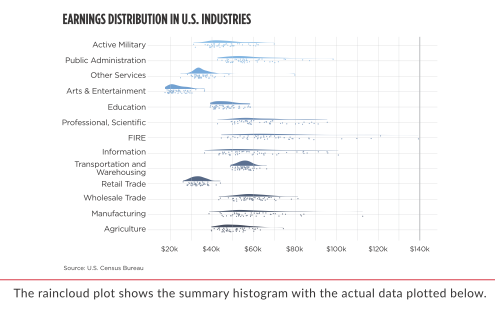 EARNINGS DISTRIBUTION IN U.S. INDUSTRIES
Active Military
Public Administration
Other Services
Arts & Entertainment
Education
Professional, Scientific
FIRE
Information
Transportation and
Warehousing
Retail Trade
Wholesale Trade
Manufacturing
Agriculture
$20k $40k $60k $80k $100k $120k $140k
Source: U.S. Census Bureau
The raincloud plot shows the summary histogram with the actual data plotted below.